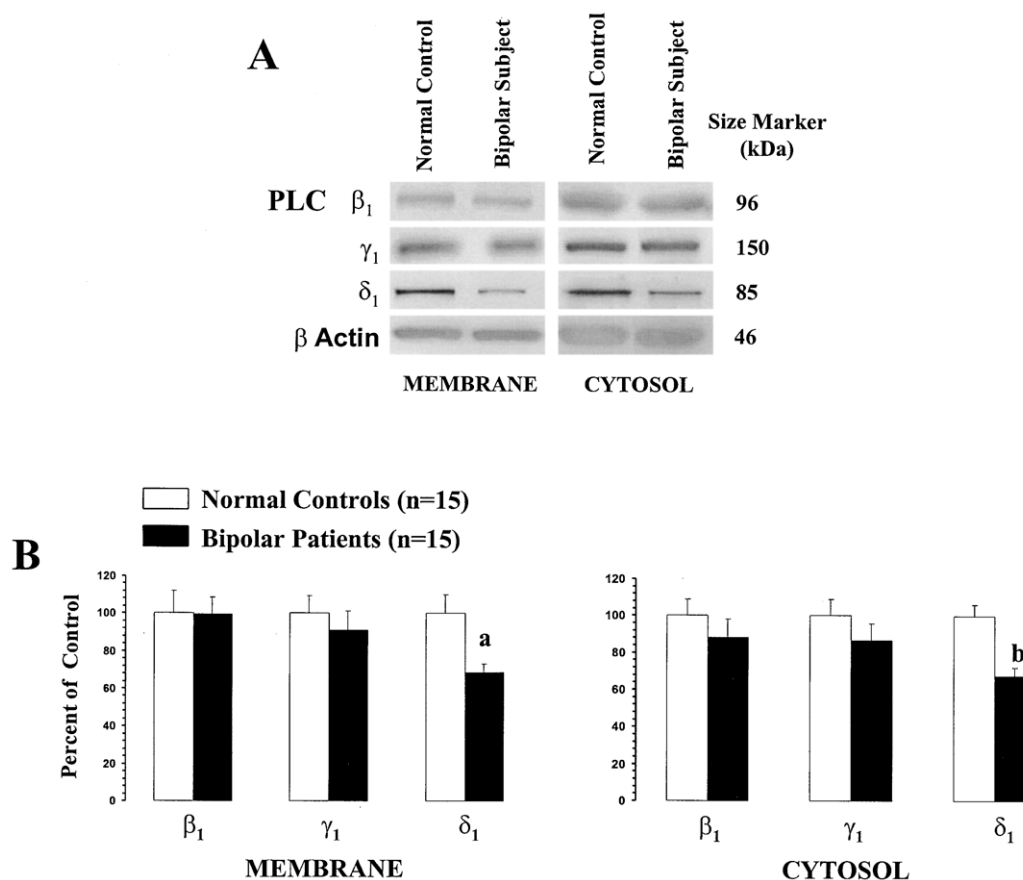 A
Normal Control
Bipolar Subject
Normal Control
Bipolar Subject
Size Marker
(kDa)
PLC β₁ 96
γ₁ 150
δ₁ 85
β Actin 46
MEMBRANE CYTOSOL
Normal Controls (n=15)
Bipolar Patients (n=15)
B
Percent of Control
120
100
80
60
40
20
0
a
β₁ γ₁ δ₁
MEMBRANE
120
100
80
60
40
20
0
b
β₁ γ₁ δ₁
CYTOSOL